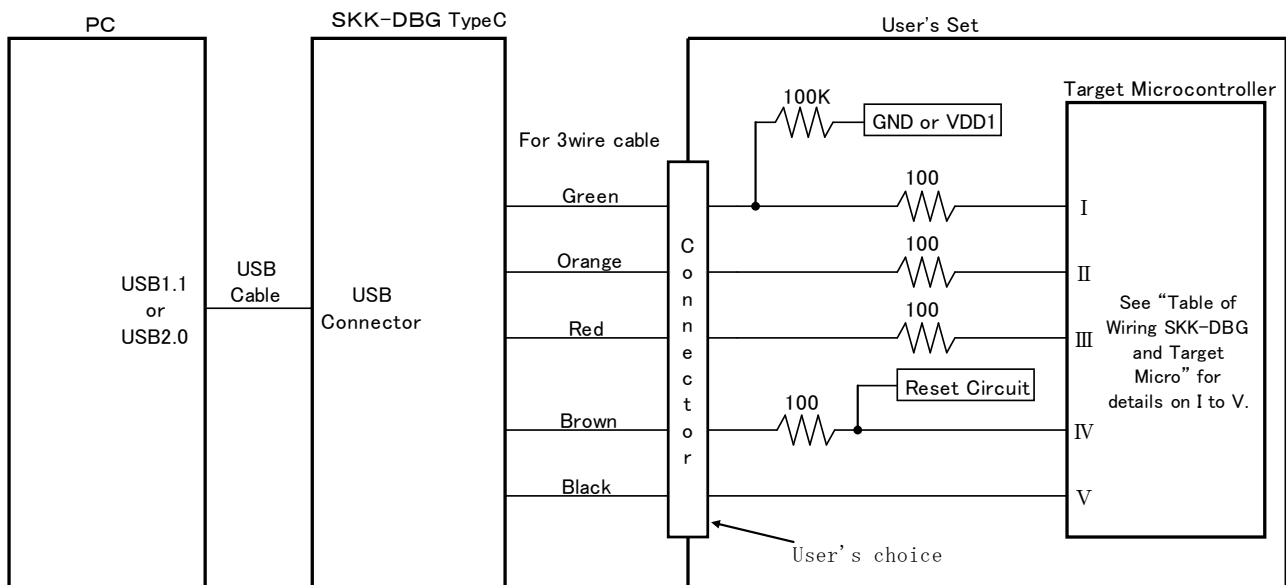 PC
SKK-DBG TypeC
User's Set
100K
GND or VDD1
Target Microcontroller
For 3wire cable
Green
100
I
Orange
100
II
USB1.1
or
USB2.0
USB
Cable
USB
Connector
Red
100
III
Connector
See “Table of
Wiring SKK-DBG
and Target
Micro” for
details on I to V.
Reset Circuit
Brown
100
IV
Black
V
User's choice